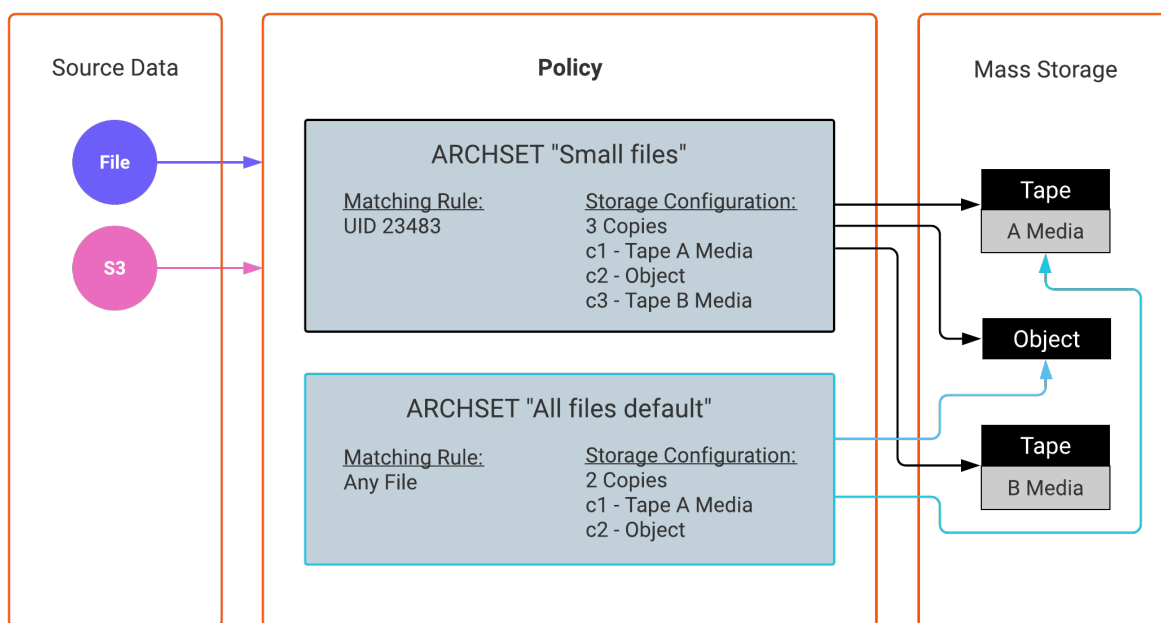 Source Data
File
S3
Policy
ARCHSET "Small files"
Matching Rule:
UID 23483
Storage Configuration:
3 Copies
c1 - Tape A Media
c2 - Object
c3 - Tape B Media
ARCHSET "All files default"
Matching Rule:
Any File
Storage Configuration:
2 Copies
c1 - Tape A Media
c2 - Object
Mass Storage
Tape
A Media
Object
Tape
B Media